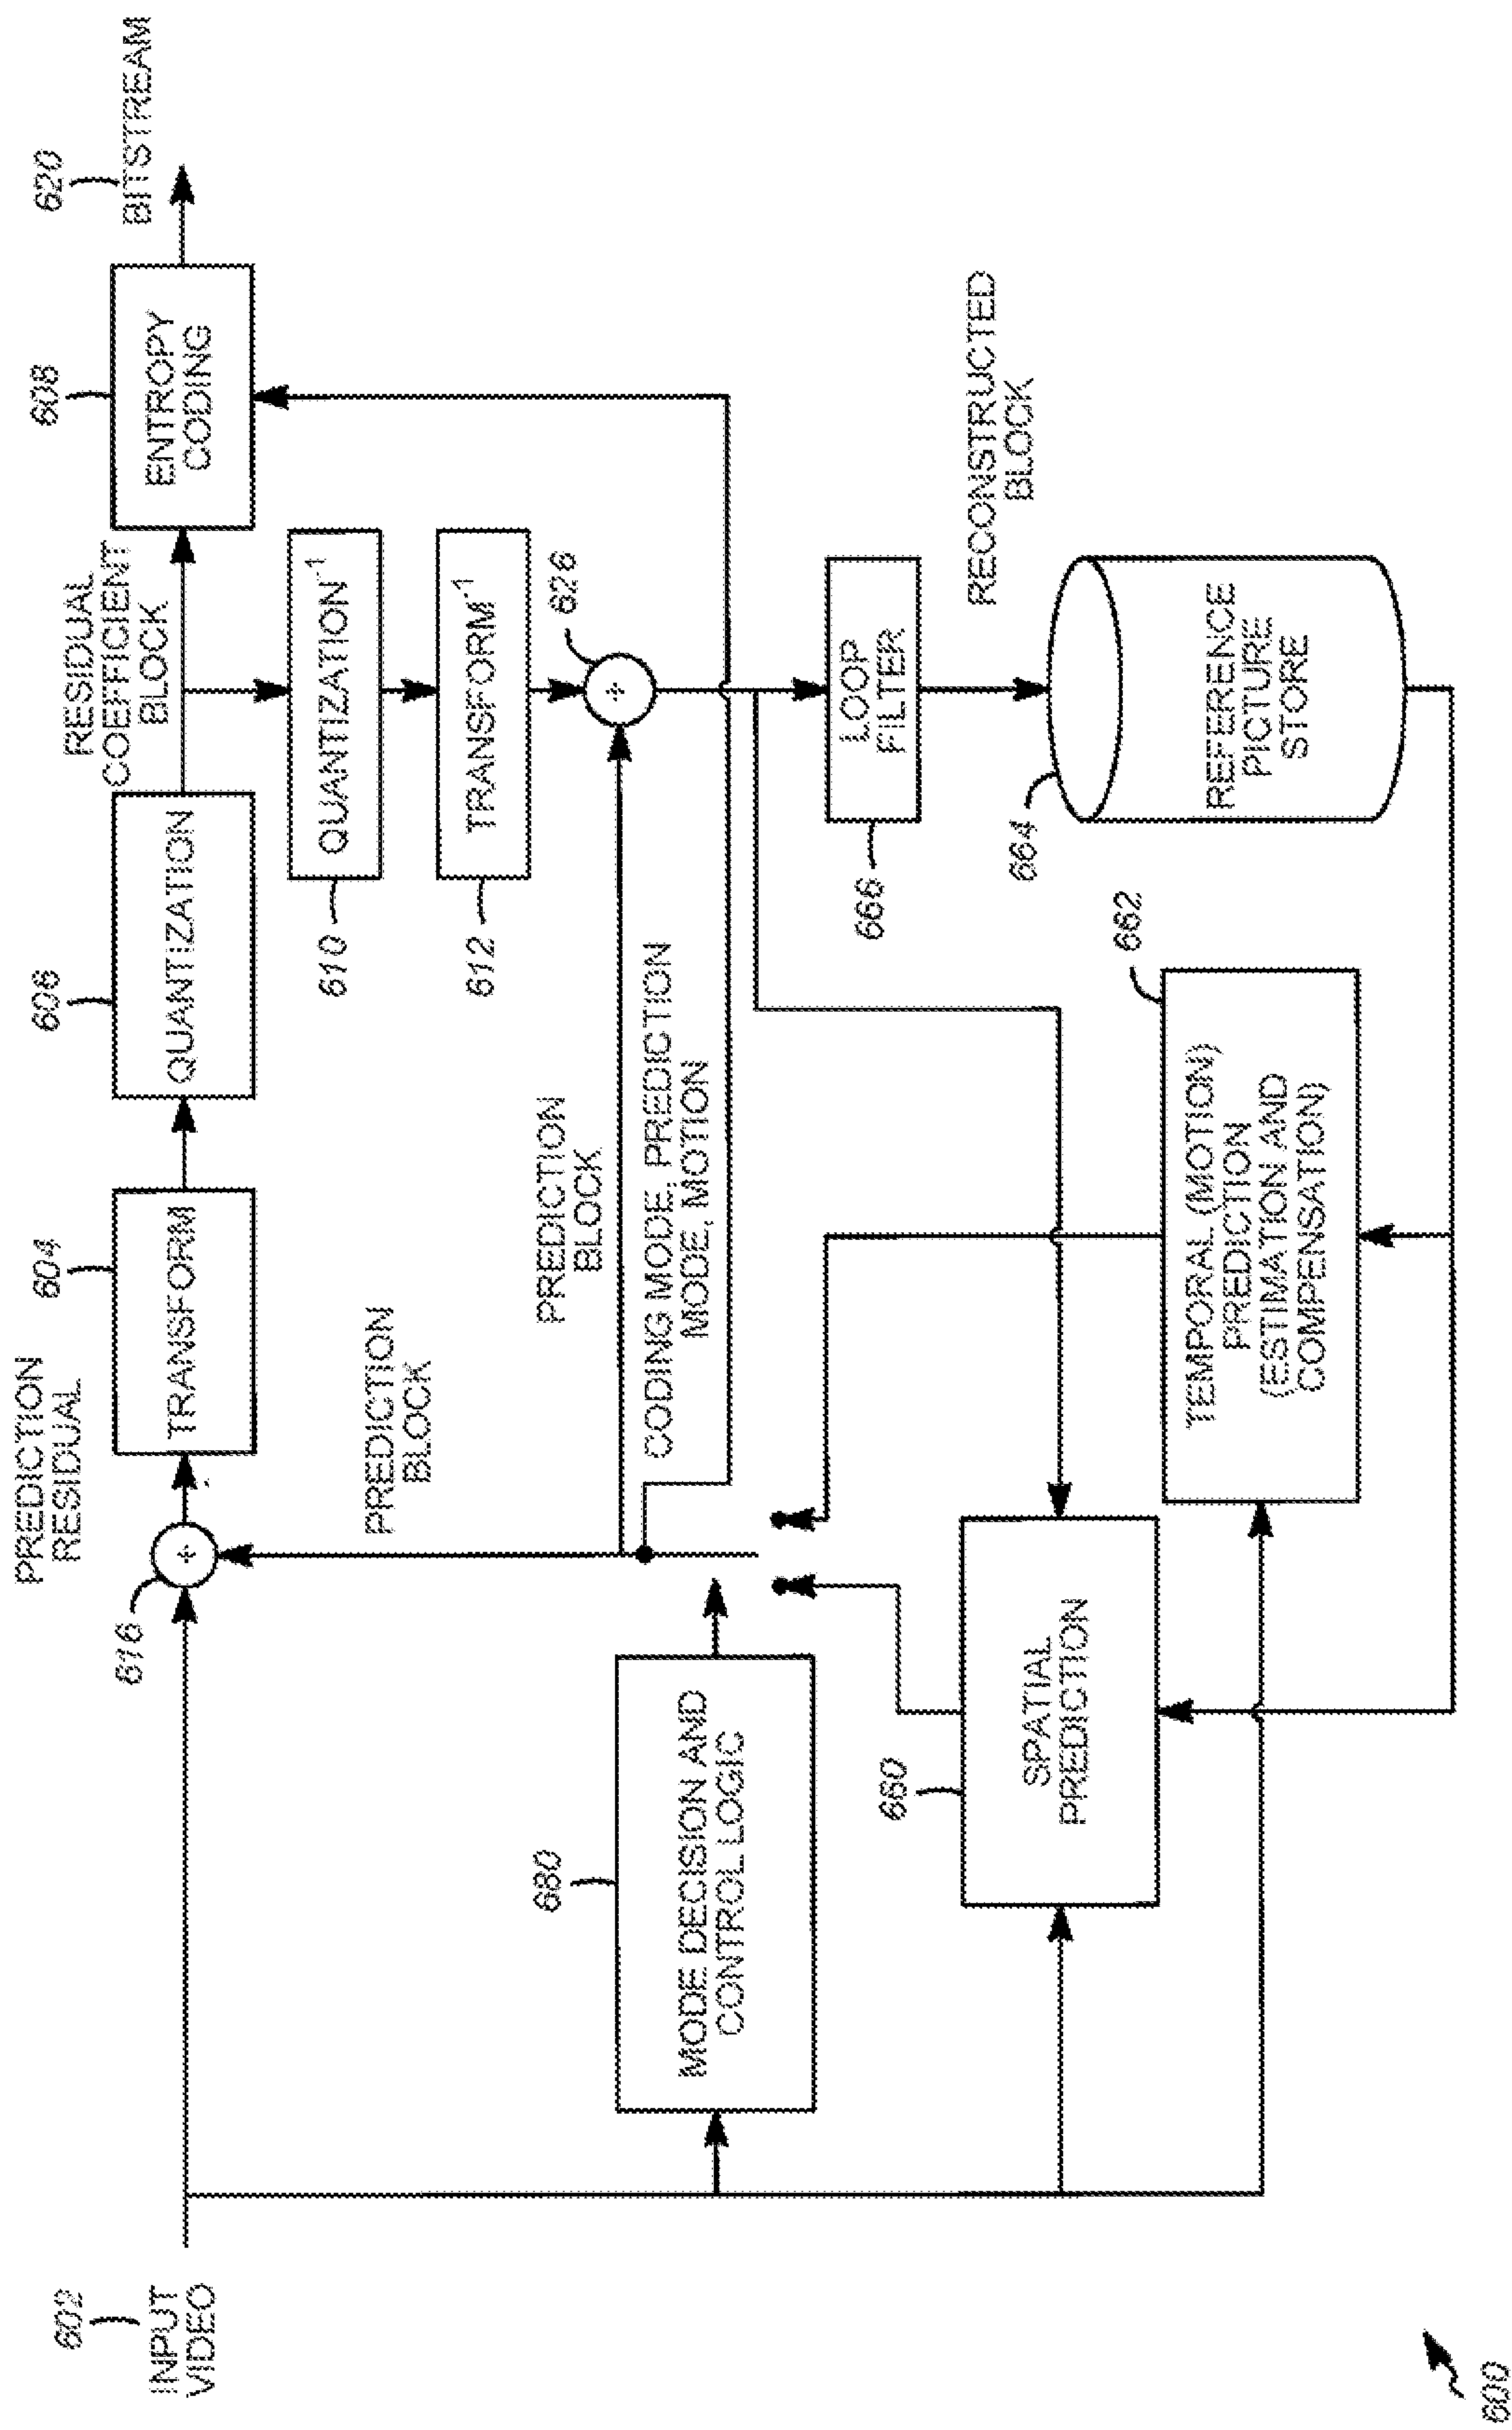 602
INPUT
VIDEO
616
PREDICTION
RESIDUAL
604
TRANSFORM
606
QUANTIZATION
RESIDUAL
COEFFICIENT
BLOCK
608
ENTROPY
CODING
620
BITSTREAM
610
QUANTIZATION-1
612
TRANSFORM-1
626
+
+
PREDICTION
BLOCK
PREDICTION
BLOCK
CODING MODE, PREDICTION
MODE, MOTION
680
MODE DECISION AND
CONTROL LOGIC
666
LOOP
FILTER
RECONSTRUCTED
BLOCK
660
SPATIAL
PREDICTION
662
TEMPORAL (MOTION)
PREDICTION
(ESTIMATION AND
COMPENSATION)
664
REFERENCE
PICTURE
STORE
600